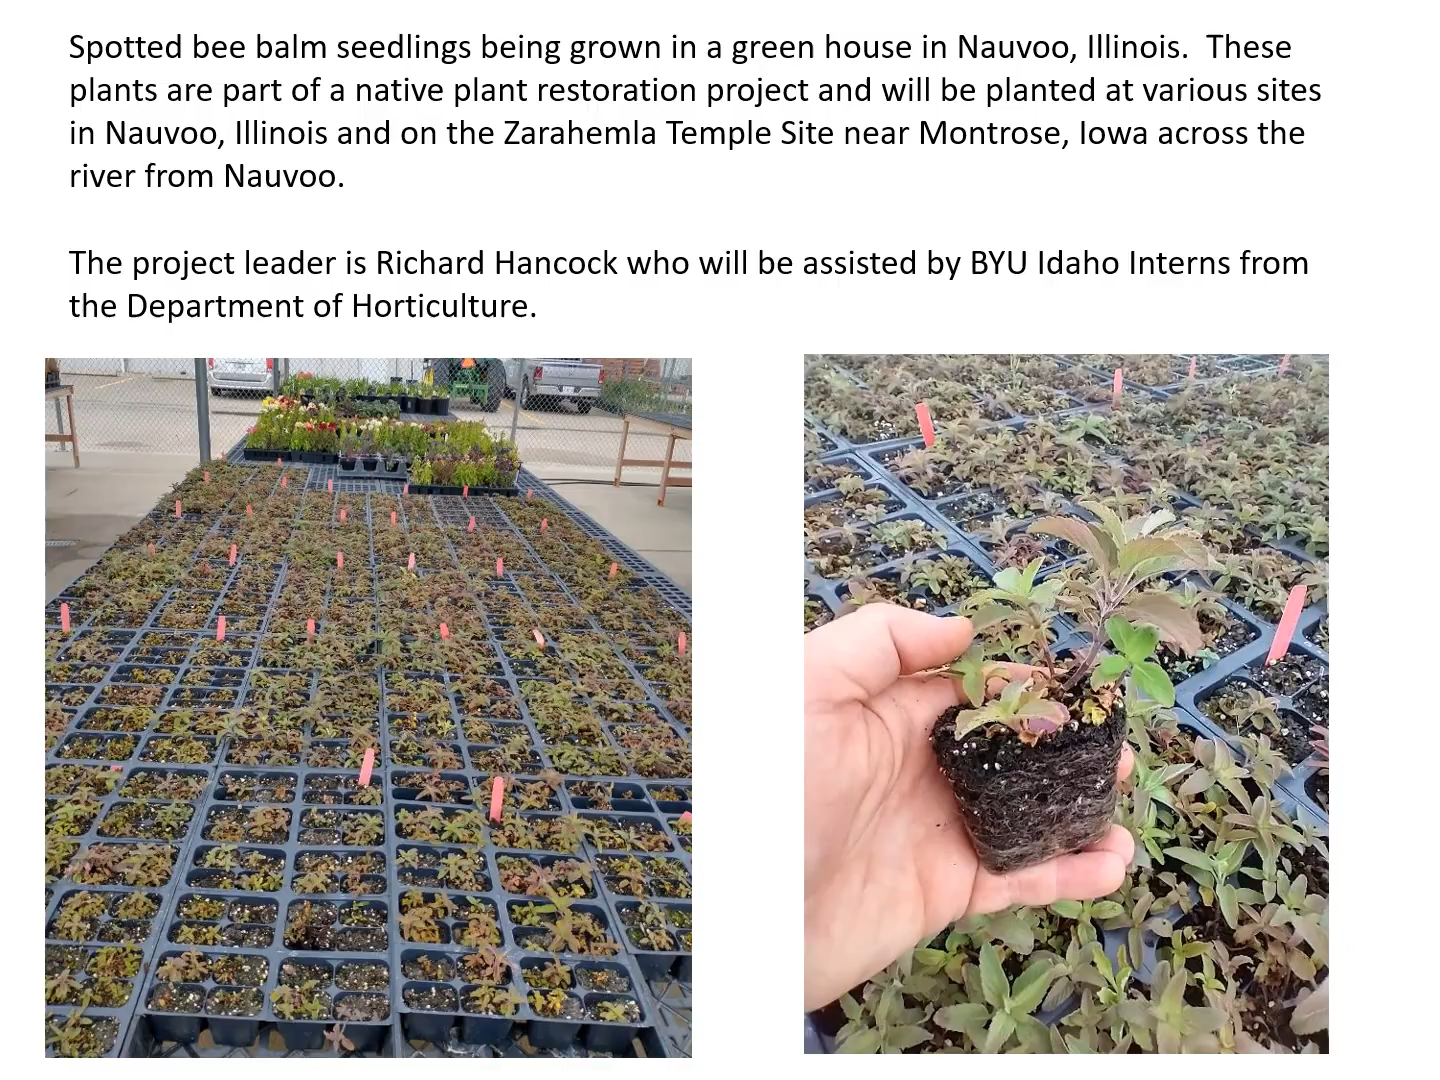 Spotted bee balm seedlings being grown in a green house in Nauvoo, Illinois.  These
plants are part of a native plant restoration project and will be planted at various sites
in Nauvoo, Illinois and on the Zarahemla Temple Site near Montrose, Iowa across the
river from Nauvoo.
The project leader is Richard Hancock who will be assisted by BYU Idaho Interns from
the Department of Horticulture.